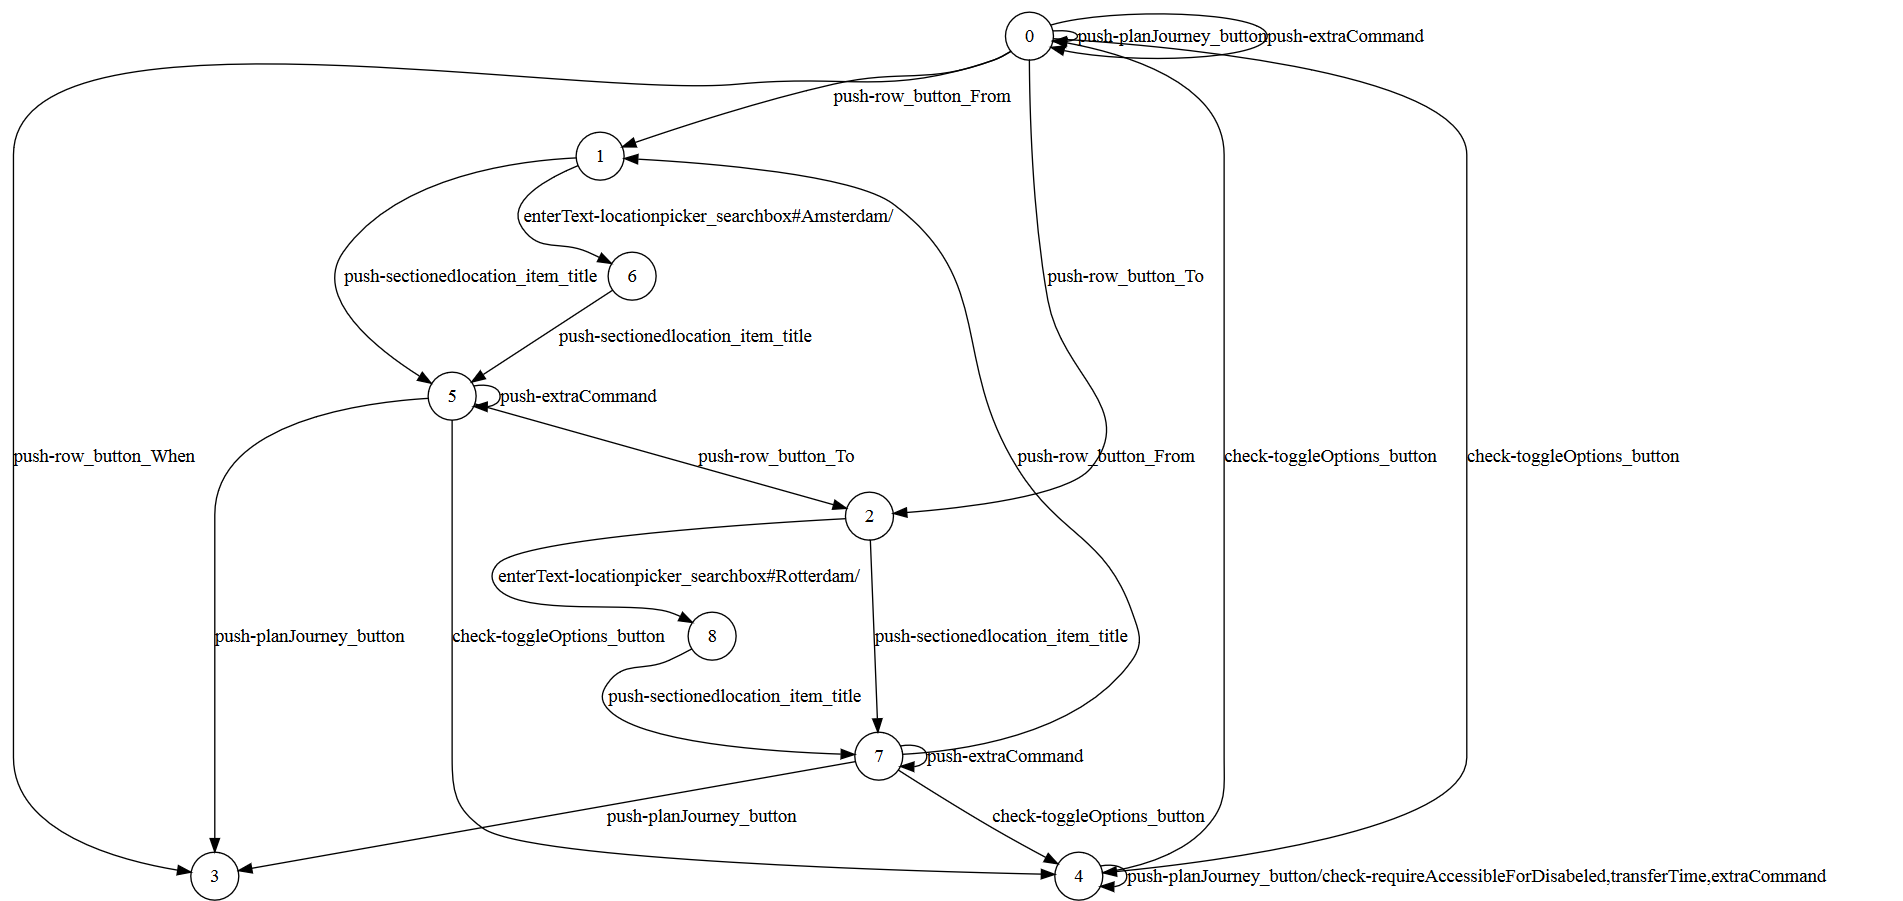 0
push-planJourney_button
push-extraCommand
push-row_button_From
1
enterText-locationpicker_searchbox#Amsterdam/
push-sectionedlocation_item_title
6
push-row_button_To
push-sectionedlocation_item_title
5
push-extraCommand
push-row_button_When
push-row_button_To
push-row_button_From
check-toggleOptions_button
check-toggleOptions_button
2
enterText-locationpicker_searchbox#Rotterdam/
push-planJourney_button
check-toggleOptions_button
8
push-sectionedlocation_item_title
push-sectionedlocation_item_title
7
push-extraCommand
push-planJourney_button
check-toggleOptions_button
3
4
push-planJourney_button/check-requireAccessibleForDisabeled,transferTime,extraCommand